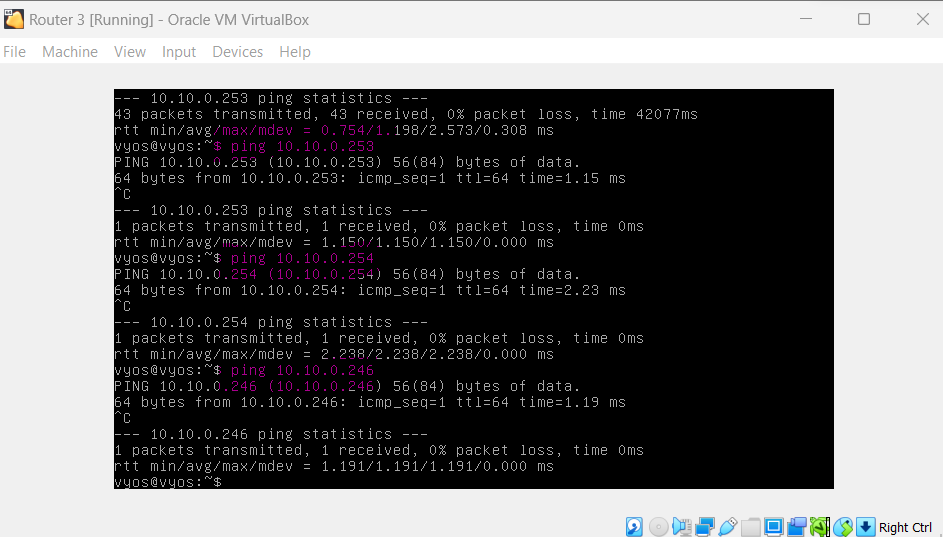 Router 3 [Running] - Oracle VM VirtualBox
File Machine View Input Devices Help
--- 10.10.0.253 ping statistics ---
43 packets transmitted, 43 received, 0% packet loss, time 42077ms
rtt min/avg/max/mdev = 0.754/1.198/2.573/0.308 ms
vyos@vyos:~$ ping 10.10.0.253
PING 10.10.0.253 (10.10.0.253) 56(84) bytes of data.
64 bytes from 10.10.0.253: icmp_seq=1 ttl=64 time=1.15 ms
^C
--- 10.10.0.253 ping statistics ---
1 packets transmitted, 1 received, 0% packet loss, time 0ms
rtt min/avg/max/mdev = 1.150/1.150/1.150/0.000 ms
vyos@vyos:~$ ping 10.10.0.254
PING 10.10.0.254 (10.10.0.254) 56(84) bytes of data.
64 bytes from 10.10.0.254: icmp_seq=1 ttl=64 time=2.23 ms
^C
--- 10.10.0.254 ping statistics ---
1 packets transmitted, 1 received, 0% packet loss, time 0ms
rtt min/avg/max/mdev = 2.238/2.238/2.238/0.000 ms
vyos@vyos:~$ ping 10.10.0.246
PING 10.10.0.246 (10.10.0.246) 56(84) bytes of data.
64 bytes from 10.10.0.246: icmp_seq=1 ttl=64 time=1.19 ms
^C
--- 10.10.0.246 ping statistics ---
1 packets transmitted, 1 received, 0% packet loss, time 0ms
rtt min/avg/max/mdev = 1.191/1.191/1.191/0.000 ms
vyos@vyos:~$
Right Ctrl